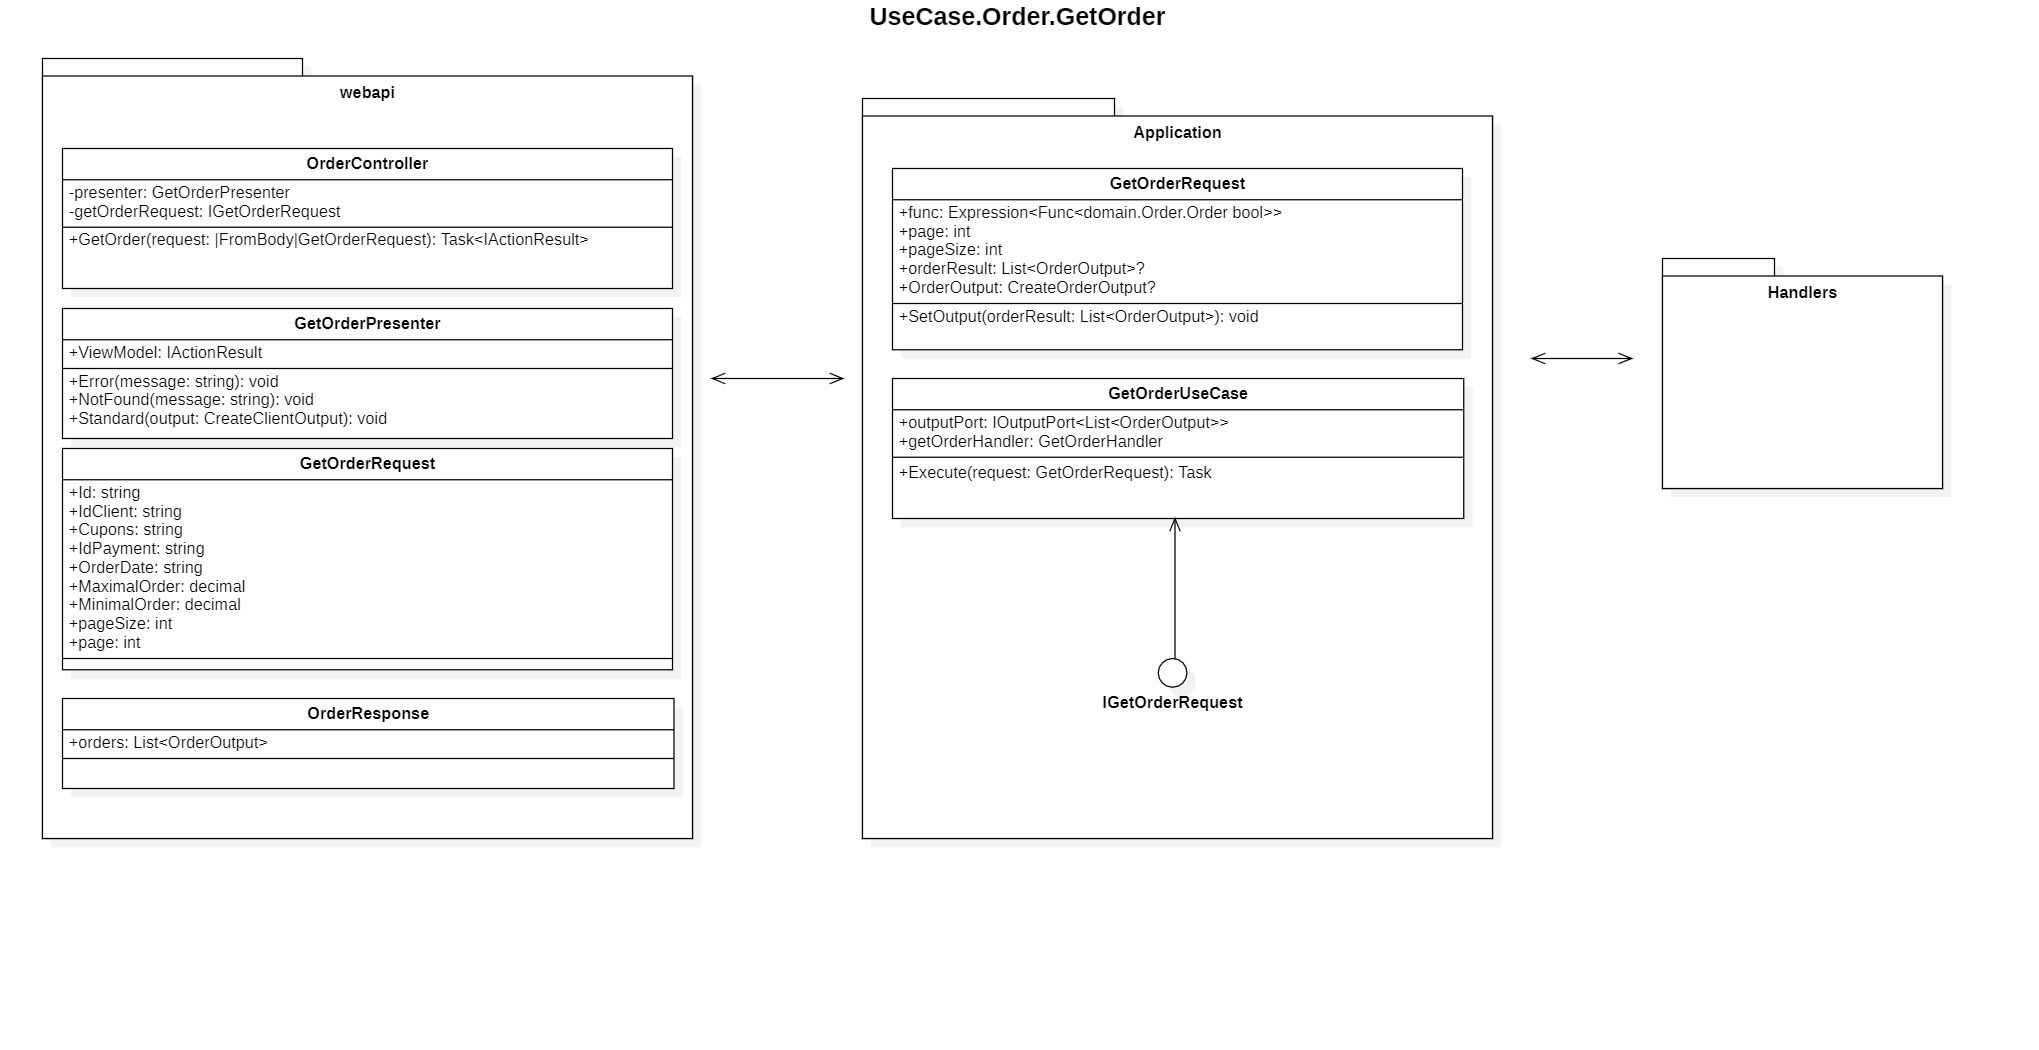 UseCase.Order.GetOrder
webapi
OrderController
-presenter: GetOrderPresenter
-getOrderRequest: IGetOrderRequest
+GetOrder(request: |FromBody|GetOrderRequest): Task<IActionResult>
GetOrderPresenter
+ViewModel: IActionResult
+Error(message: string): void
+NotFound(message: string): void
+Standard(output: CreateClientOutput): void
GetOrderRequest
+Id: string
+IdClient: string
+Cupons: string
+IdPayment: string
+OrderDate: string
+MaximalOrder: decimal
+MinimalOrder: decimal
+pageSize: int
+page: int
OrderResponse
+orders: List<OrderOutput>
Application
GetOrderRequest
+func: Expression<Func<domain.Order.Order bool>>
+page: int
+pageSize: int
+orderResult: List<OrderOutput>?
+OrderOutput: CreateOrderOutput?
+SetOutput(orderResult: List<OrderOutput>): void
GetOrderUseCase
+outputPort: IOutputPort<List<OrderOutput>>
+getOrderHandler: GetOrderHandler
+Execute(request: GetOrderRequest): Task
IGetOrderRequest
Handlers